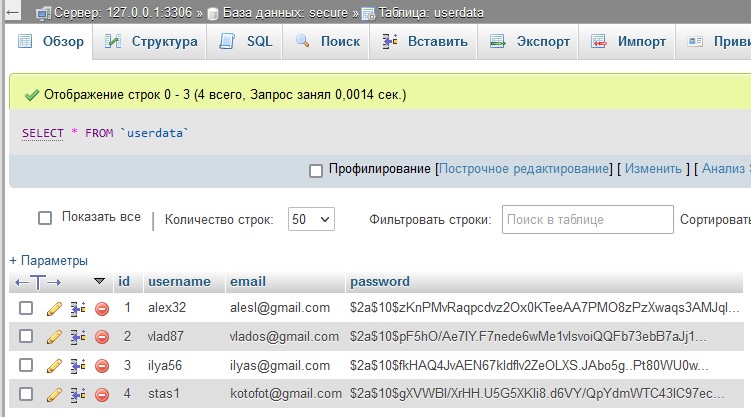 Сервер: 127.0.0.1:3306 » База данных: secure » Таблица: userdata
Обзор Структура SQL Поиск Вставить Экспорт Импорт Приви
Отображение строк 0 - 3 (4 всего, Запрос занял 0,0014 сек.)
SELECT * FROM `userdata`
Профилирование [Построчное редактирование] [ Изменить ] [ Анализ
Показать все | Количество строк: 50 Фильтровать строки: Поиск в таблице Сортировать
+ Параметры
id username email password
1 alex32 alesl@gmail.com $2a$10$zKnPMvRaqpcdvz2Ox0KTeeAA7PMO8zPzXwaqs3AMJqI...
2 vlad87 vlados@gmail.com $2a$10$pF5hO/Ae7lY.F7nede6wMe1vlsvoiQQFb73ebB7aJj1...
3 ilya56 ilyas@gmail.com $2a$10$fkHAQ4JvAEN67kldflv2ZeOLXS.JAbo5g..Pt80WU0w...
4 stas1 kotofot@gmail.com $2a$10$gXVWBI/XrHH.U5G5XKli8.d6VY/QpYdmWTC43lC97ec...